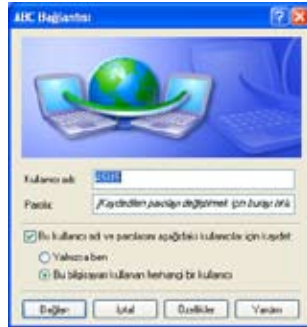 ABC Bağlantısı
Kullanıcı adı:
Parola:
[Kaydedilen parolayı değiştirmek için burayı tıkla
Bu kullanıcı adı ve parolasını aşağıdaki kullanıcılar için kaydet:
Yalnızca ben
Bu bilgisayarı kullanan herhangi bir kullanıcı
Bağlan
İptal
Özellikler
Yardım